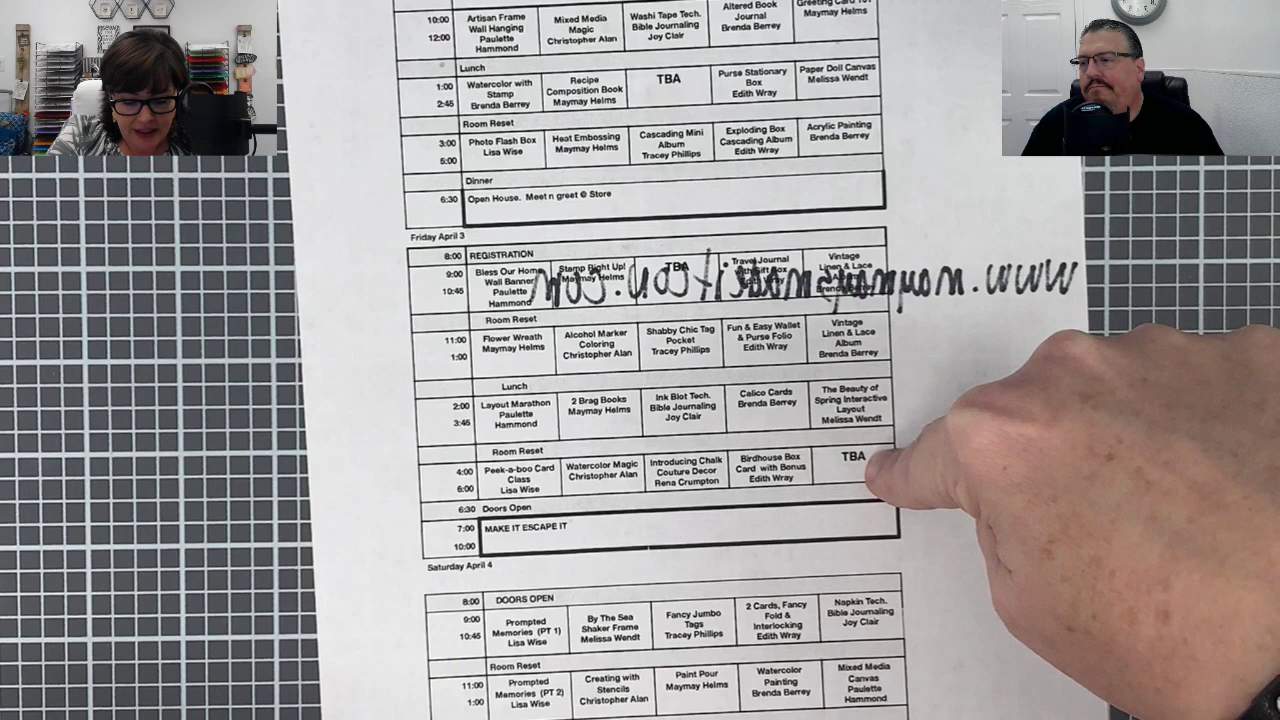 10:00 Artisan Frame Mixed Media Washi Tape Tech. Altered Book Greeting Card 101
Wall Hanging Magic Bible Journaling Journal Maymay Helms
12:00 Paulette Christopher Alan Joy Clair Brenda Berrey
Hammond
Lunch
1:00 Watercolor with Recipe TBA Purse Stationary Paper Doll Canvas
Stamp Composition Book Box Melissa Wendt
2:45 Brenda Berrey Maymay Helms Edith Wray
Room Reset
3:00 Photo Flash Box Heat Embossing Cascading Mini Exploding Box Acrylic Painting
Lisa Wise Maymay Helms Album Cascading Album Brenda Berrey
5:00 Tracey Phillips Edith Wray
Dinner
6:30 Open House. Meet n greet @ Store
Friday April 3
8:00 REGISTRATION
9:00 Bless Our Home Stamp Right Up! TBA Travel Journal Vintage
Wall Banner Maymay Helms with Gift Box Linen & Lace
10:45 Paulette
Hammond
Room Reset
11:00 Flower Wreath Alcohol Marker Shabby Chic Tag Fun & Easy Wallet Vintage
Maymay Helms Coloring Pocket & Purse Folio Linen & Lace
1:00 Christopher Alan Tracey Phillips Edith Wray Album
Brenda Berrey
Lunch
2:00 Layout Marathon 2 Brag Books Ink Blot Tech. Calico Cards The Beauty of
Paulette Maymay Helms Bible Journaling Brenda Berrey Spring Interactive
3:45 Hammond Joy Clair Layout
Melissa Wendt
Room Reset
4:00 Peek-a-boo Card Watercolor Magic Introducing Chalk Birdhouse Box TBA
Class Christopher Alan Couture Decor Card with Bonus
6:00 Lisa Wise Rena Crumpton Edith Wray
6:30 Doors Open
7:00 MAKE IT ESCAPE IT
10:00
Saturday April 4
8:00 DOORS OPEN
9:00 Prompted By The Sea Fancy Jumbo 2 Cards, Fancy Napkin Tech.
Memories (PT 1) Shaker Frame Tags Fold & Bible Journaling
10:45 Lisa Wise Melissa Wendt Tracey Phillips Interlocking Joy Clair
Edith Wray
Room Reset
11:00 Prompted Creating with Paint Pour Watercolor Mixed Media
Memories (PT 2) Stencils Maymay Helms Painting Canvas
1:00 Lisa Wise Christopher Alan Brenda Berrey Paulette
Hammond